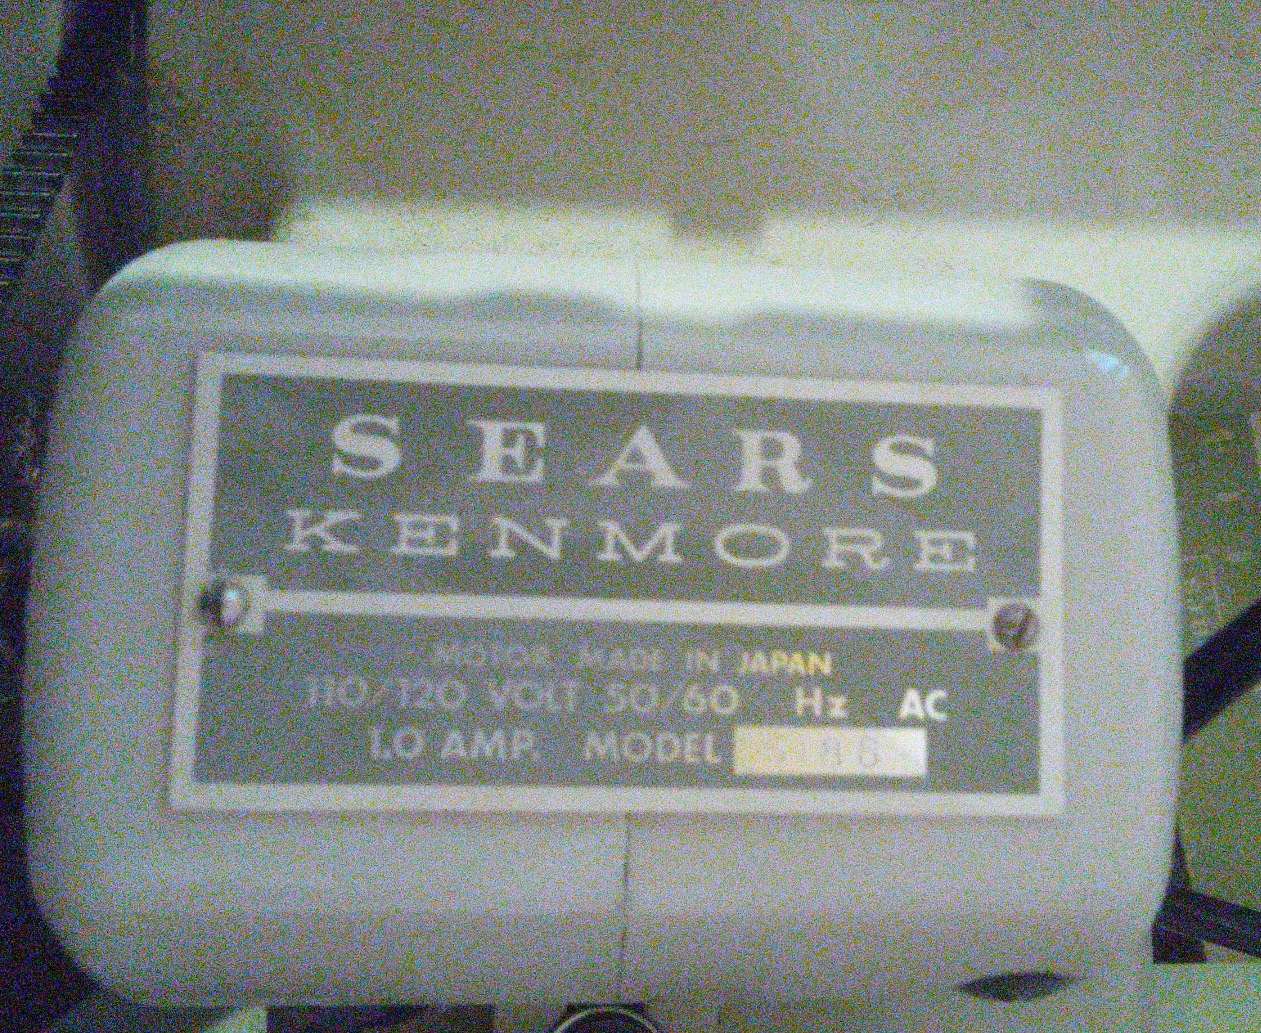 SEARS
KENMORE
MOTOR MADE IN JAPAN
110/120 VOLT 50/60 Hz AC
1.0 AMP. MODEL